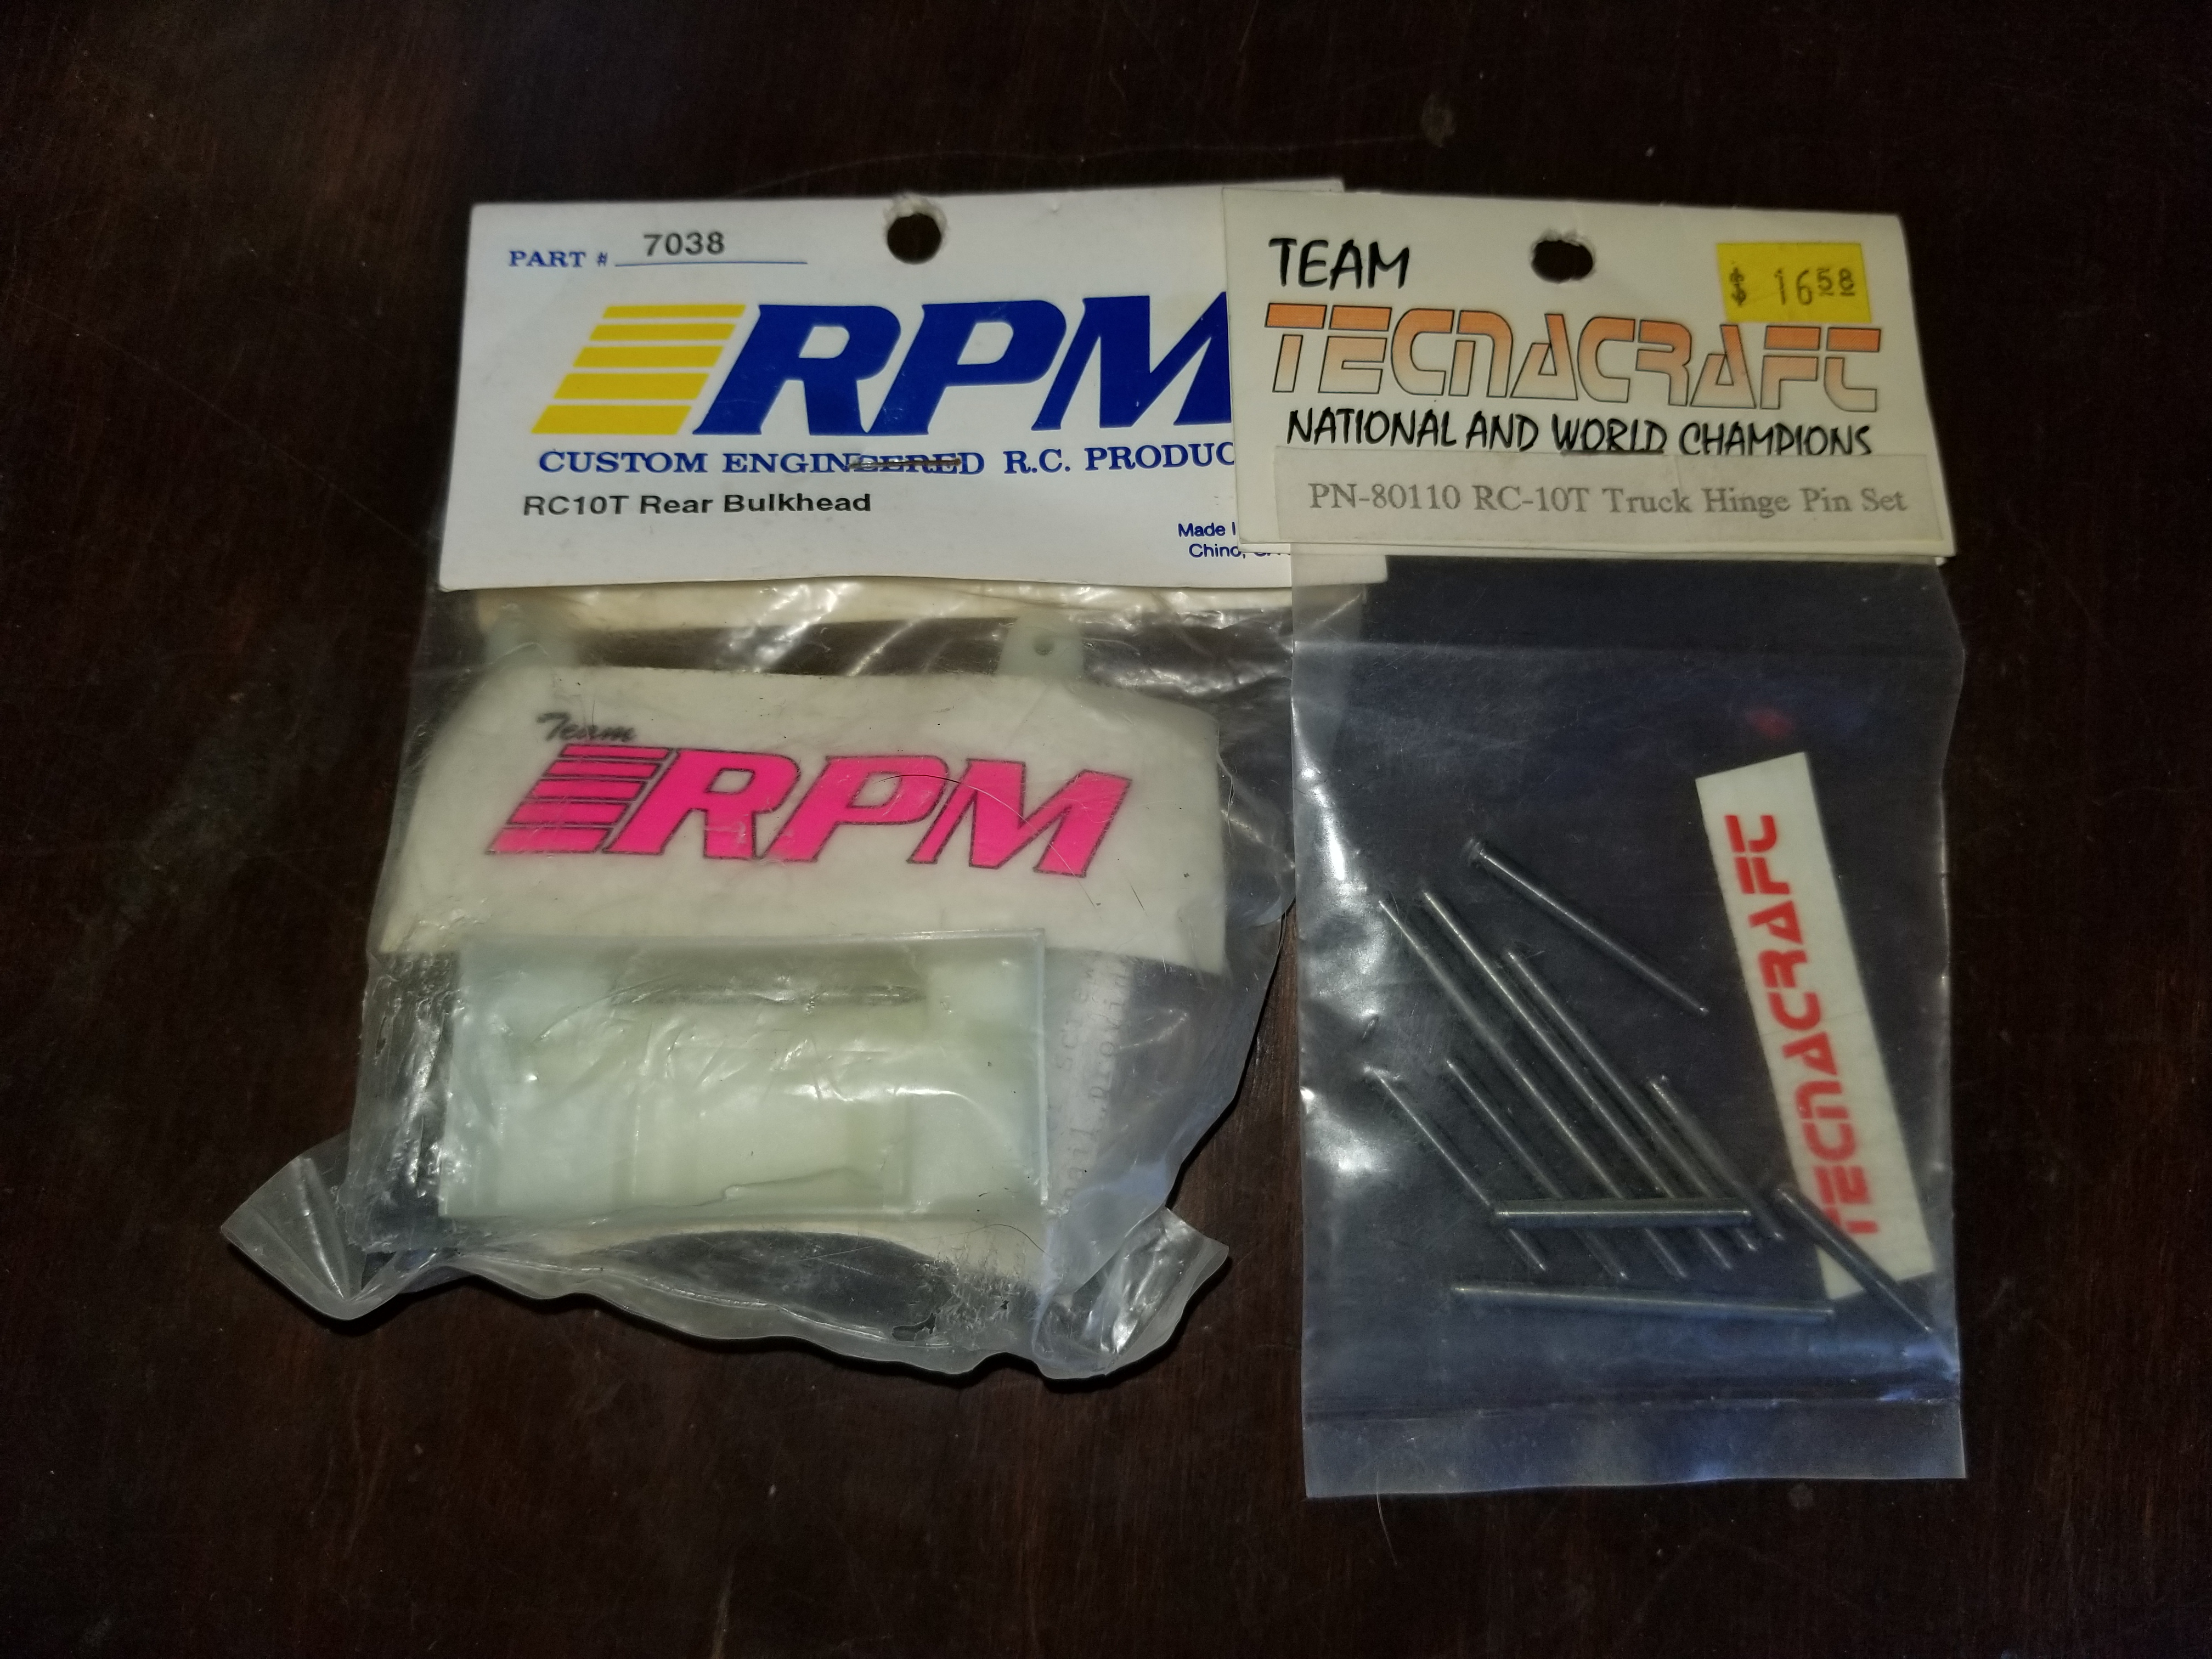 PART # 7038
RPM
CUSTOM ENGINEERED R.C. PRODUC
RC10T Rear Bulkhead
Made I
Chino, CA
Team
RPM
TEAM
$ 16 58
TECNACRAFT
NATIONAL AND WORLD CHAMPIONS
PN-80110 RC-10T Truck Hinge Pin Set
TECNACRAFT